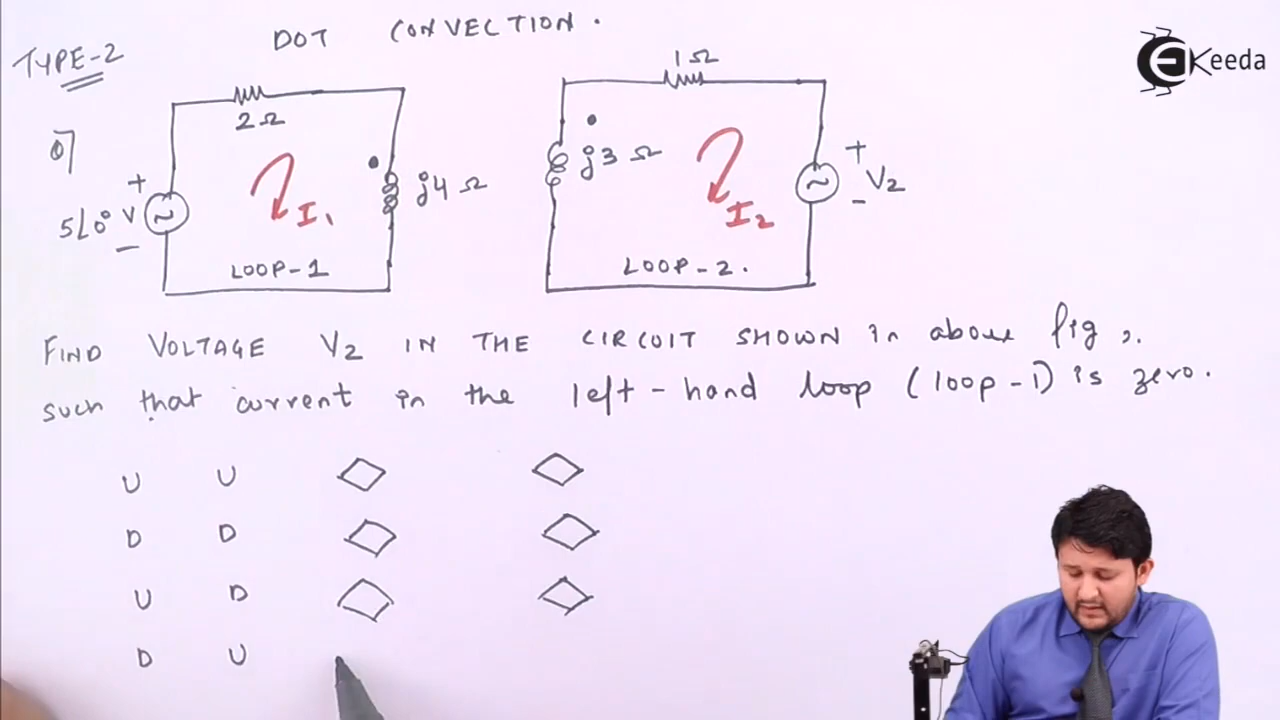 DOT CONVECTION.
TYPE-2
EKeeda
1Ω
2Ω
Q]
+
5∠0° V
-
I₁
j4 Ω
j3 Ω
I₂
+
V2
-
LOOP-1
LOOP-2.
FIND VOLTAGE V2 IN THE CIRCUIT SHOWN in above fig,.
such that current in the left-hand loop (loop-1) is zero.
U U
D D
U D
D U